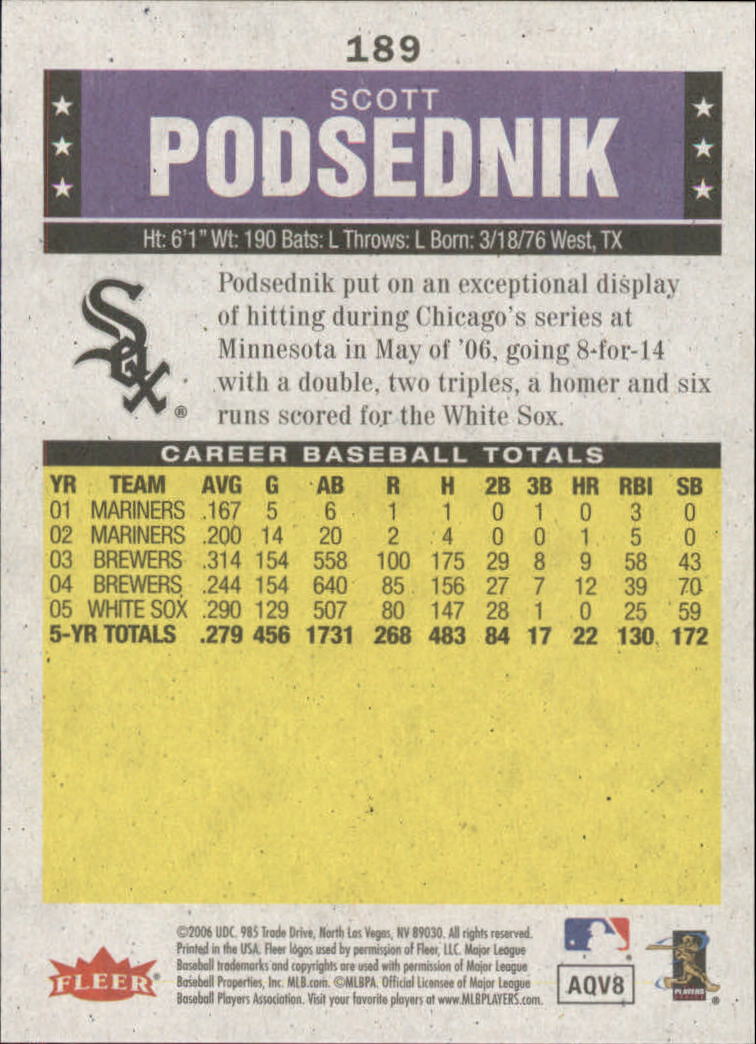 189
SCOTT
PODSEDNIK
Ht: 6'1" Wt: 190 Bats: L Throws: L Born: 3/18/76 West, TX
Sox
®
Podsednik put on an exceptional display
of hitting during Chicago's series at
Minnesota in May of '06, going 8-for-14
with a double, two triples, a homer and six
runs scored for the White Sox.
CAREER BASEBALL TOTALS
YR TEAM AVG G AB R H 2B 3B HR RBI SB
01 MARINERS .167 5 6 1 1 0 1 0 3 0
02 MARINERS .200 14 20 2 4 0 0 1 5 0
03 BREWERS .314 154 558 100 175 29 8 9 58 43
04 BREWERS .244 154 640 85 156 27 7 12 39 70
05 WHITE SOX .290 129 507 80 147 28 1 0 25 59
5-YR TOTALS .279 456 1731 268 483 84 17 22 130 172
FLEER®
©2006 UDC. 985 Trade Drive, North Las Vegas, NV 89030. All rights reserved.
Printed in the USA. Fleer logos used by permission of Fleer, LLC. Major League
Baseball trademarks and copyrights are used with permission of Major League
Baseball Properties, Inc. MLB.com. ©MLBPA. Official Licensee of Major League
Baseball Players Association. Visit your favorite players at www.MLBPLAYERS.com.
AQV8
PLAYERS
®